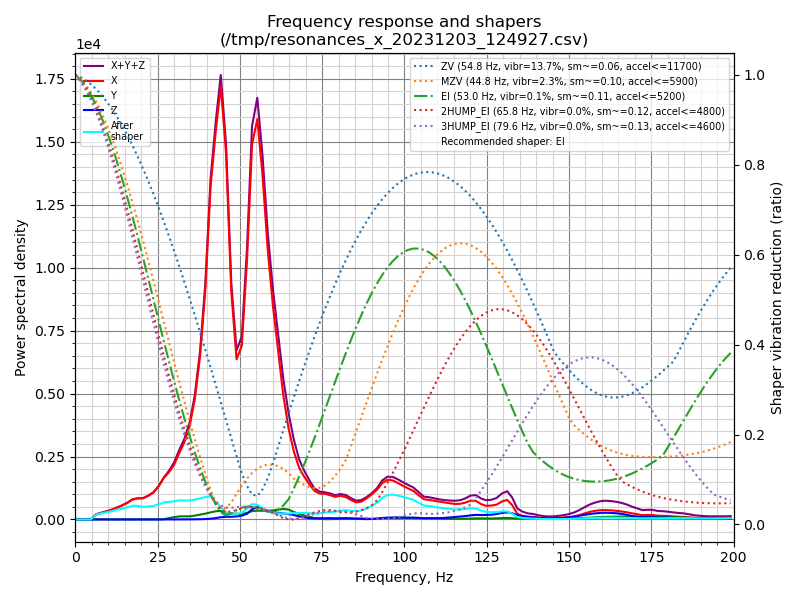 Frequency response and shapers
(/tmp/resonances_x_20231203_124927.csv)
1e4
X+Y+Z
X
Y
Z
After
shaper
ZV (54.8 Hz, vibr=13.7%, sm~=0.06, accel<=11700)
MZV (44.8 Hz, vibr=2.3%, sm~=0.10, accel<=5900)
EI (53.0 Hz, vibr=0.1%, sm~=0.11, accel<=5200)
2HUMP_EI (65.8 Hz, vibr=0.0%, sm~=0.12, accel<=4800)
3HUMP_EI (79.6 Hz, vibr=0.0%, sm~=0.13, accel<=4600)
Recommended shaper: EI
Power spectral density
1.75
1.50
1.25
1.00
0.75
0.50
0.25
0.00
1.0
0.8
0.6
0.4
0.2
0.0
Shaper vibration reduction (ratio)
0 25 50 75 100 125 150 175 200
Frequency, Hz